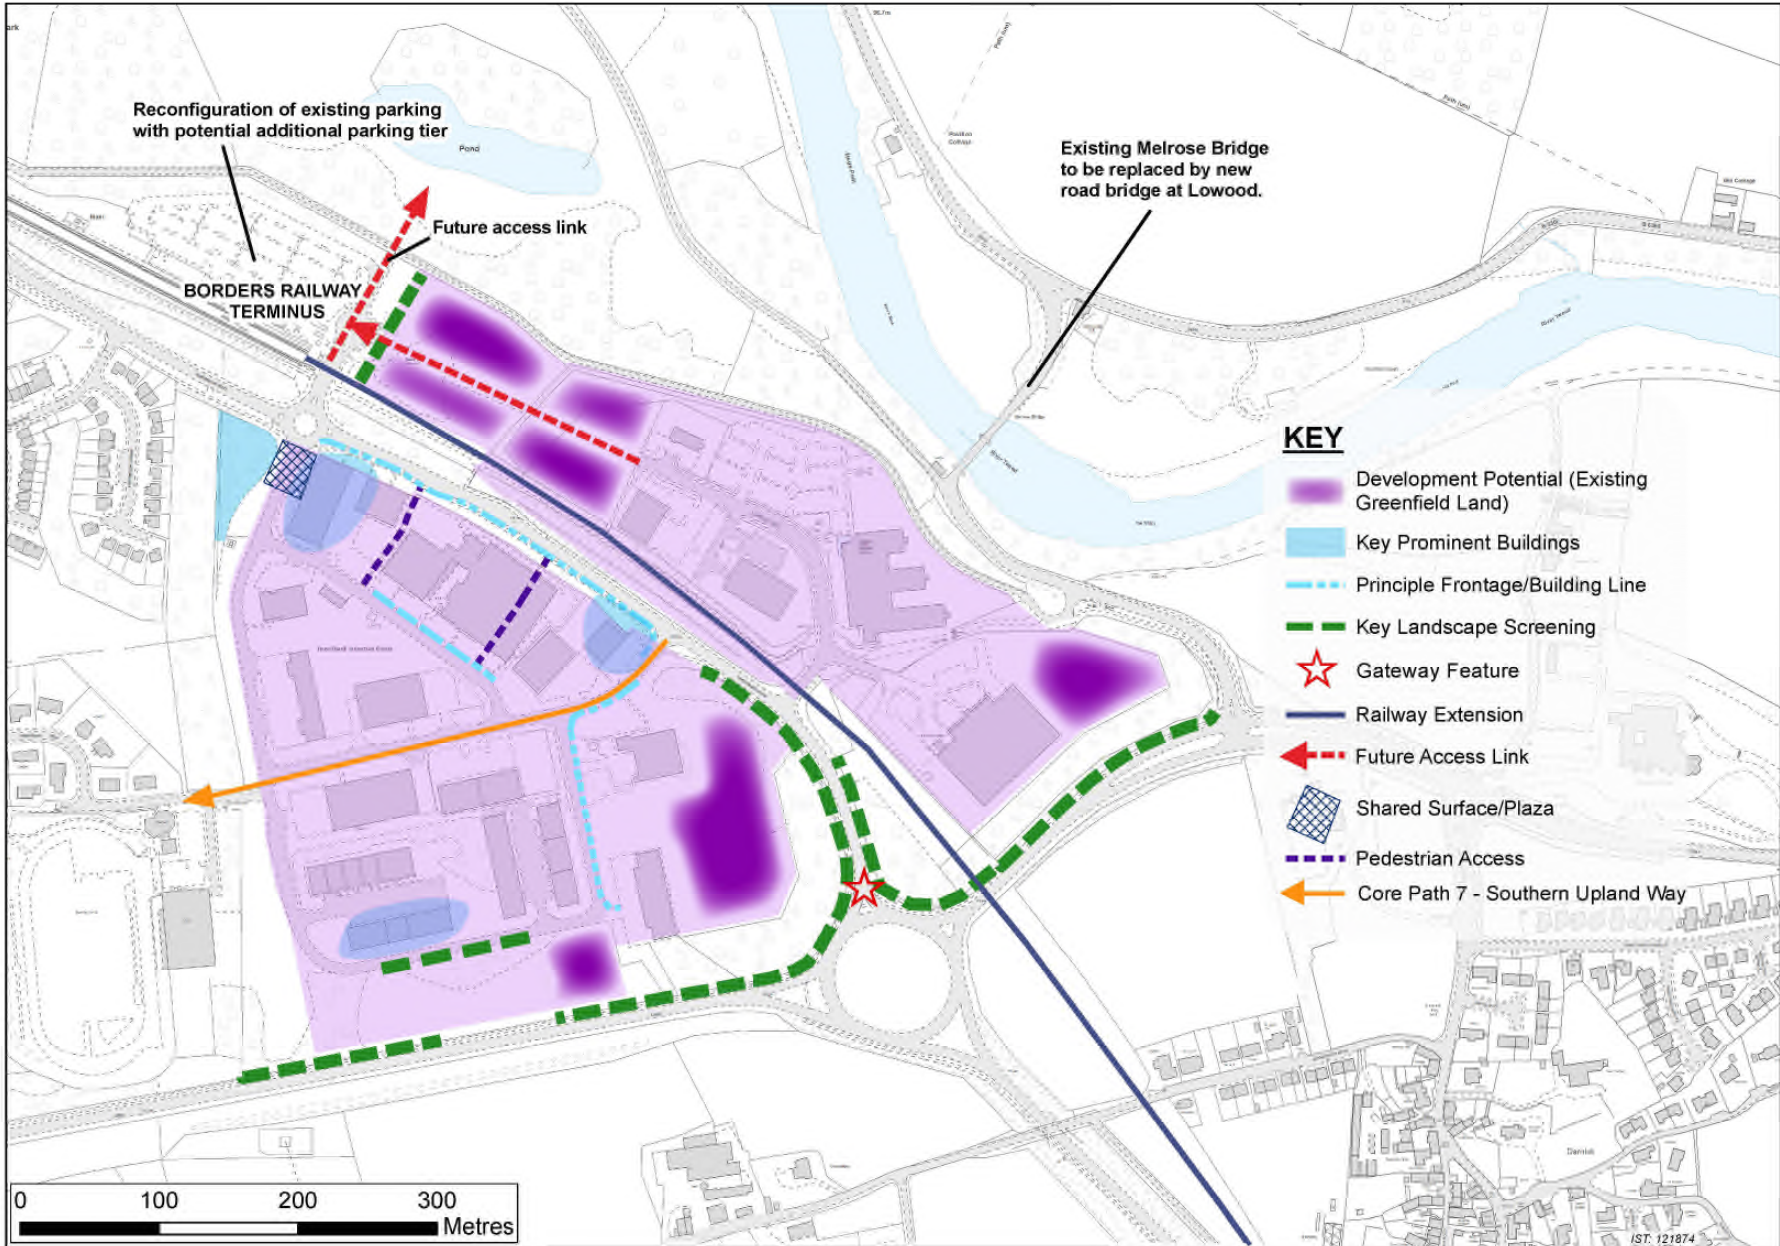 Reconfiguration of existing parking
with potential additional parking tier
Pond
Future access link
BORDERS RAILWAY
TERMINUS
Existing Melrose Bridge
to be replaced by new
road bridge at Lowood.
KEY
Development Potential (Existing
Greenfield Land)
Key Prominent Buildings
Principle Frontage/Building Line
Key Landscape Screening
Gateway Feature
Railway Extension
Future Access Link
Shared Surface/Plaza
Pedestrian Access
Core Path 7 - Southern Upland Way
Darnick
0 100 200 300
Metres
IST: 121874